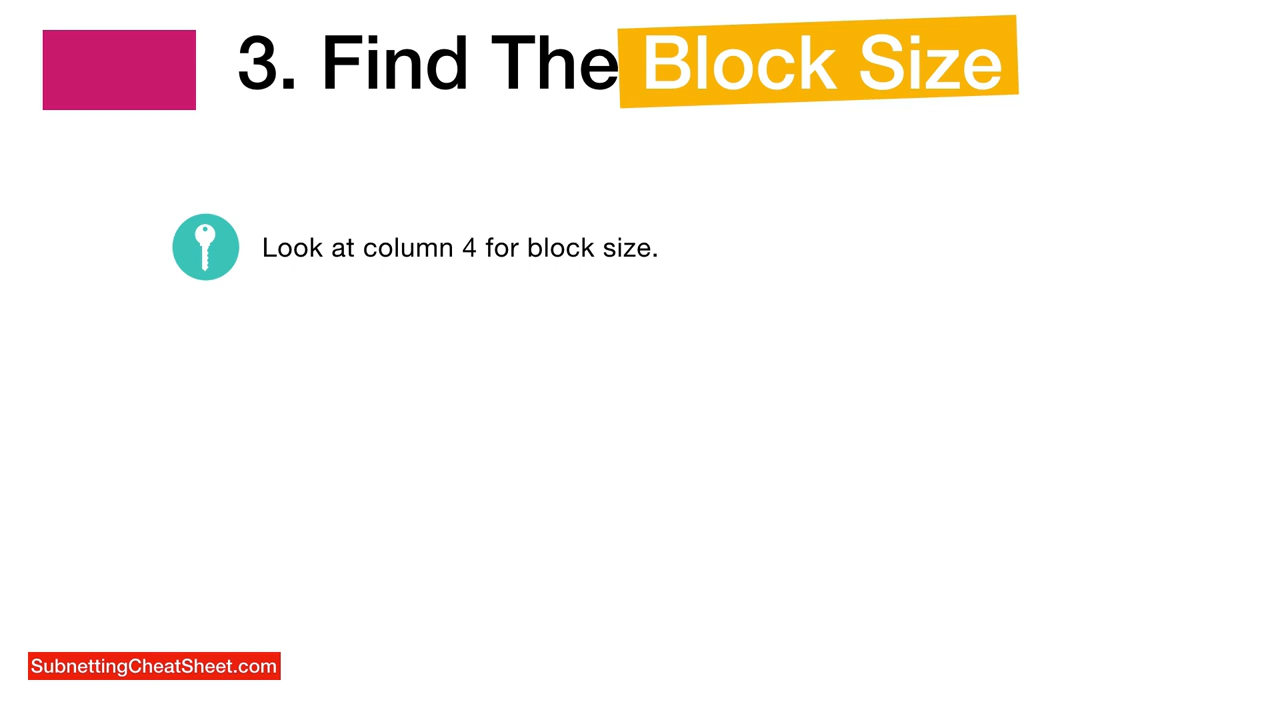 3. Find The Block Size
Look at column 4 for block size.
SubnettingCheatSheet.com